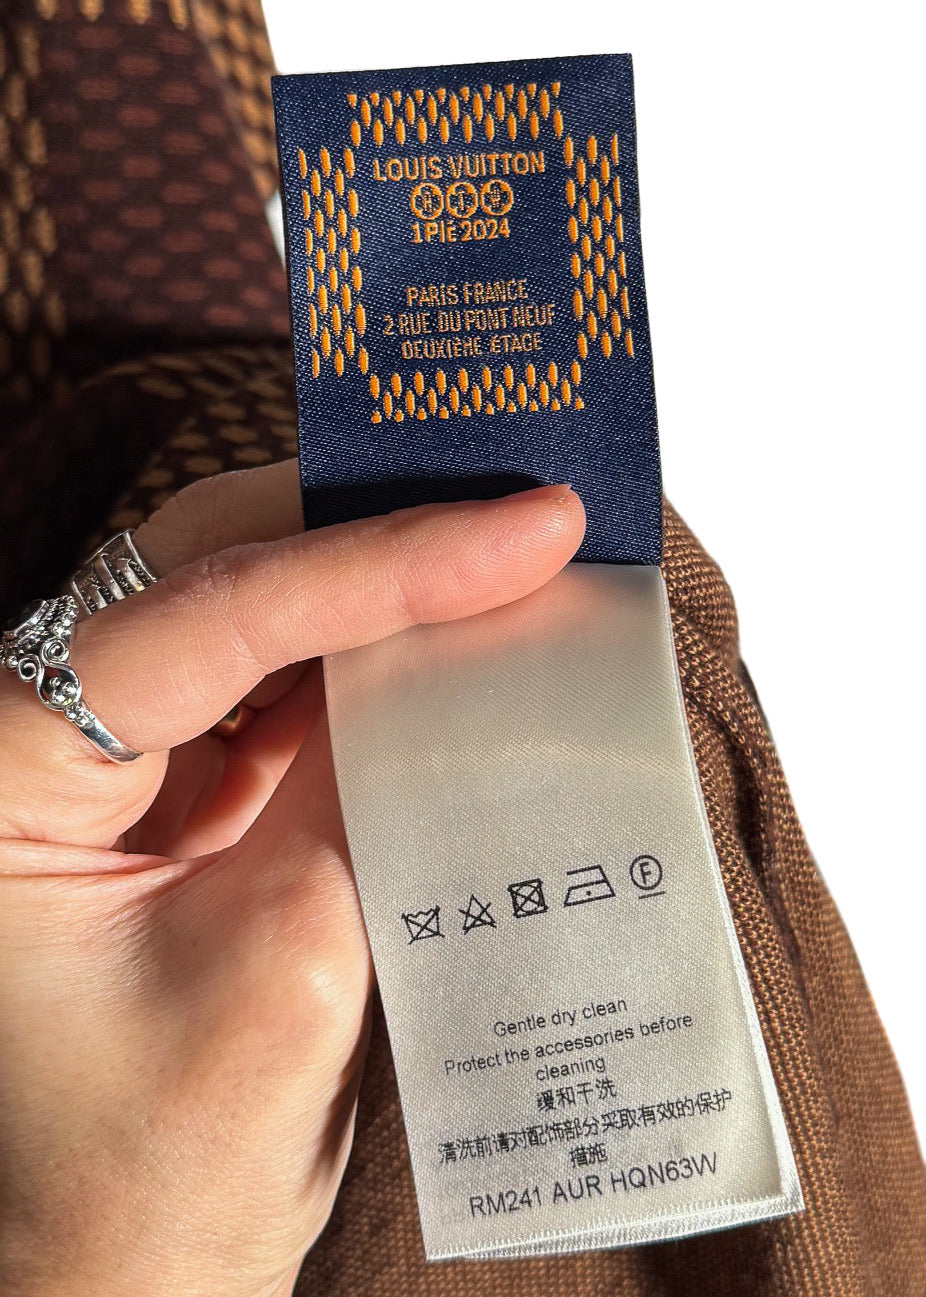 LOUIS VUITTON
1PIÈ2024
PARIS FRANCE
2 RUE DU PONT NEUF
DEUXIÈME ÉTAGE
F
Gentle dry clean
Protect the accessories before
cleaning
缓和干洗
清洗前请对配饰部分采取有效的保护
措施
RM241 AUR HQN63W